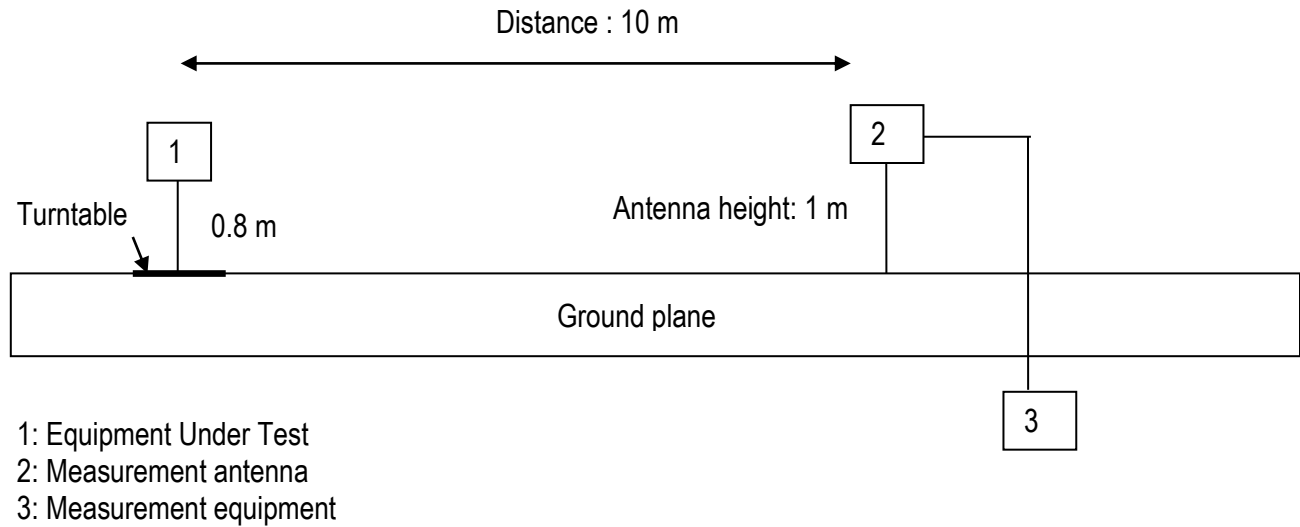 Distance : 10 m
1
2
Turntable
0.8 m
Antenna height: 1 m
Ground plane
3
1: Equipment Under Test
2: Measurement antenna
3: Measurement equipment